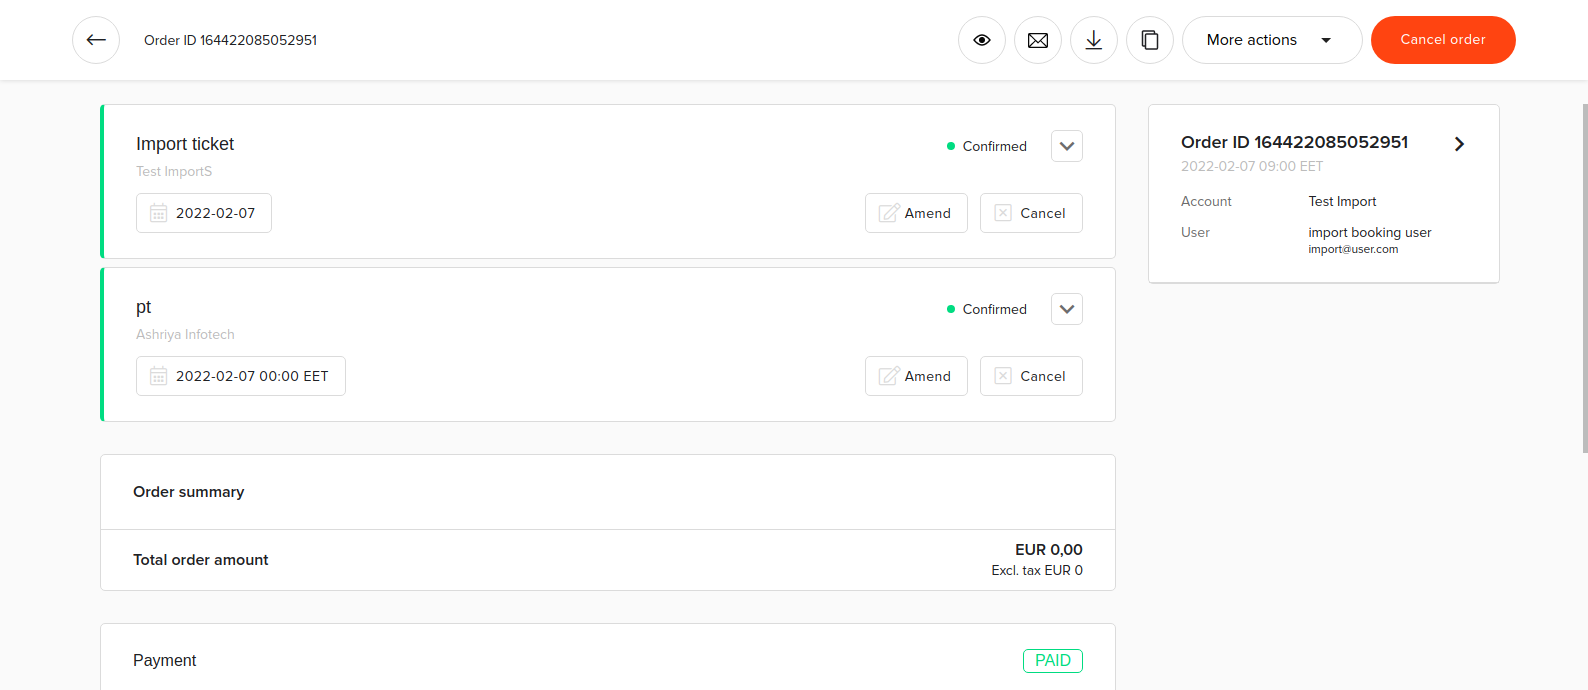 Order ID 164422085052951
More actions
Cancel order
Import ticket
Confirmed
Test ImportS
2022-02-07
Amend
Cancel
pt
Confirmed
Ashriya Infotech
2022-02-07 00:00 EET
Amend
Cancel
Order summary
Total order amount
EUR 0,00
Excl. tax EUR 0
Payment
PAID
Order ID 164422085052951
2022-02-07 09:00 EET
Account
Test Import
User
import booking user
import@user.com